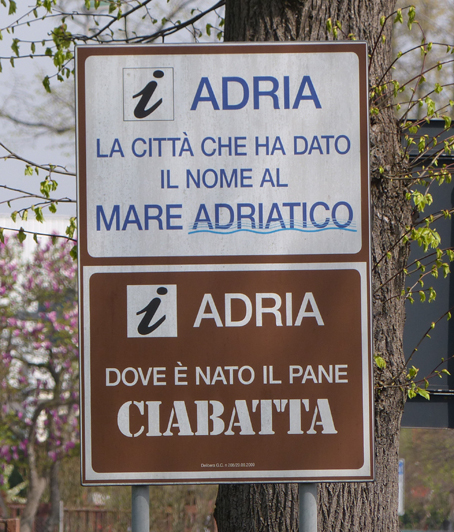 i ADRIA
LA CITTÀ CHE HA DATO
IL NOME AL
MARE ADRIATICO
i ADRIA
DOVE È NATO IL PANE
CIABATTA